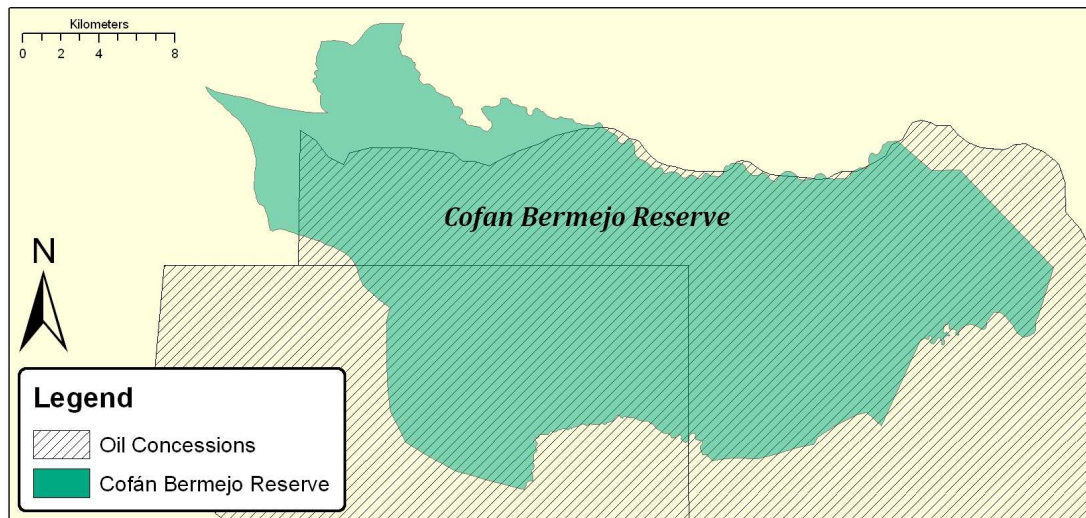 Kilometers
0 2 4 8
Cofan Bermejo Reserve
N
Legend
Oil Concessions
Cofán Bermejo Reserve